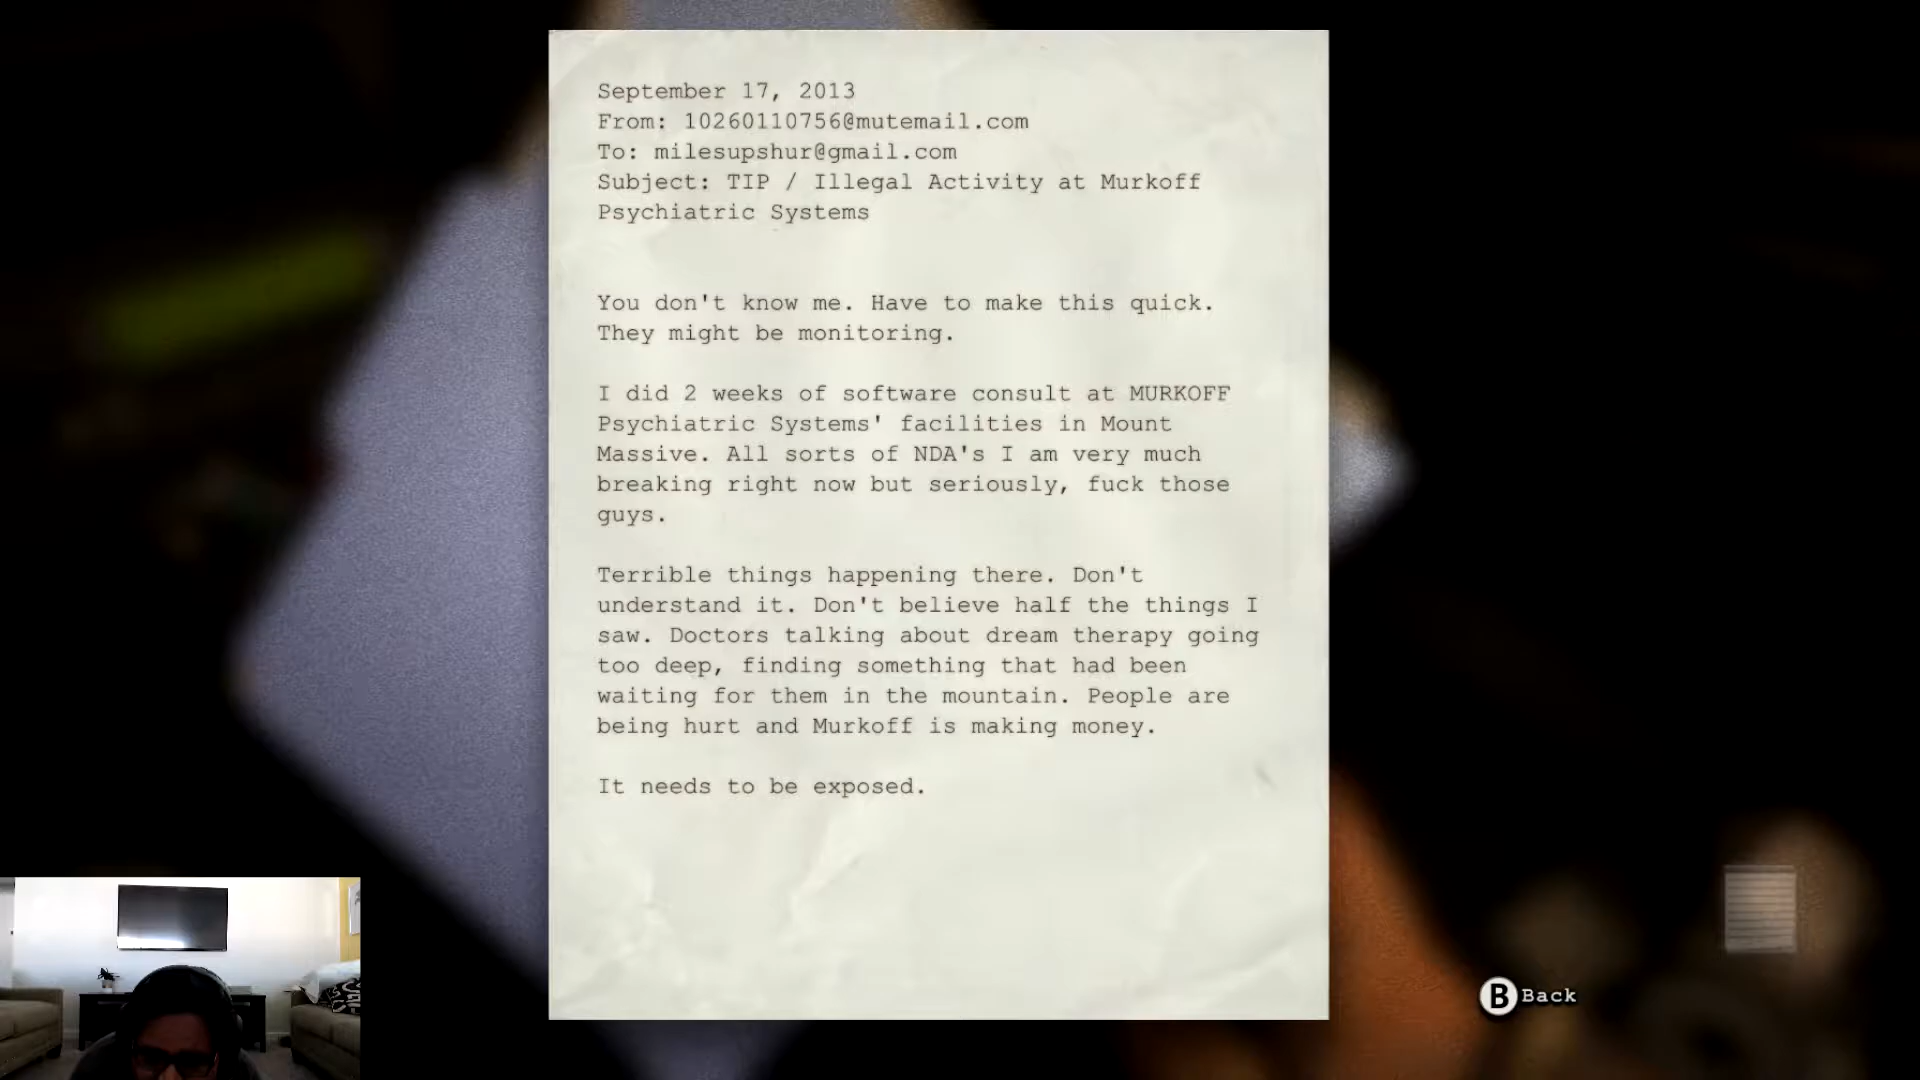 September 17, 2013
From: 10260110756@mutemail.com
To: milesupshur@gmail.com
Subject: TIP / Illegal Activity at Murkoff
Psychiatric Systems
You don't know me. Have to make this quick.
They might be monitoring.
I did 2 weeks of software consult at MURKOFF
Psychiatric Systems' facilities in Mount
Massive. All sorts of NDA's I am very much
breaking right now but seriously, fuck those
guys.
Terrible things happening there. Don't
understand it. Don't believe half the things I
saw. Doctors talking about dream therapy going
too deep, finding something that had been
waiting for them in the mountain. People are
being hurt and Murkoff is making money.
It needs to be exposed.
B Back